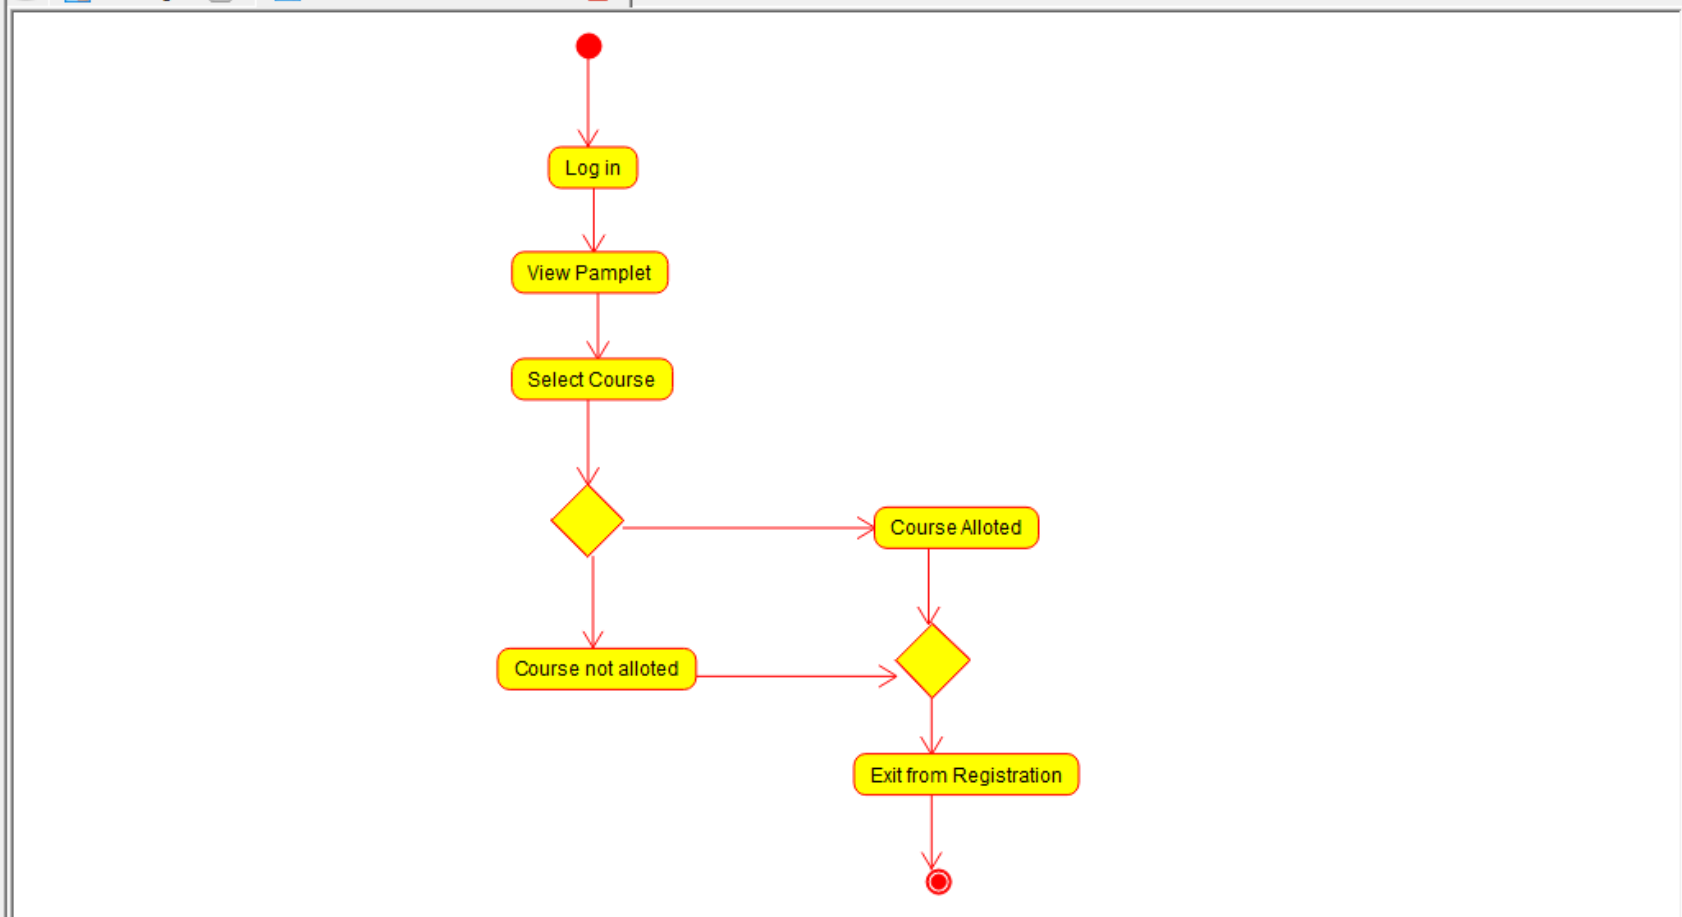 Log in
View Pamplet
Select Course
Course Alloted
Course not alloted
Exit from Registration